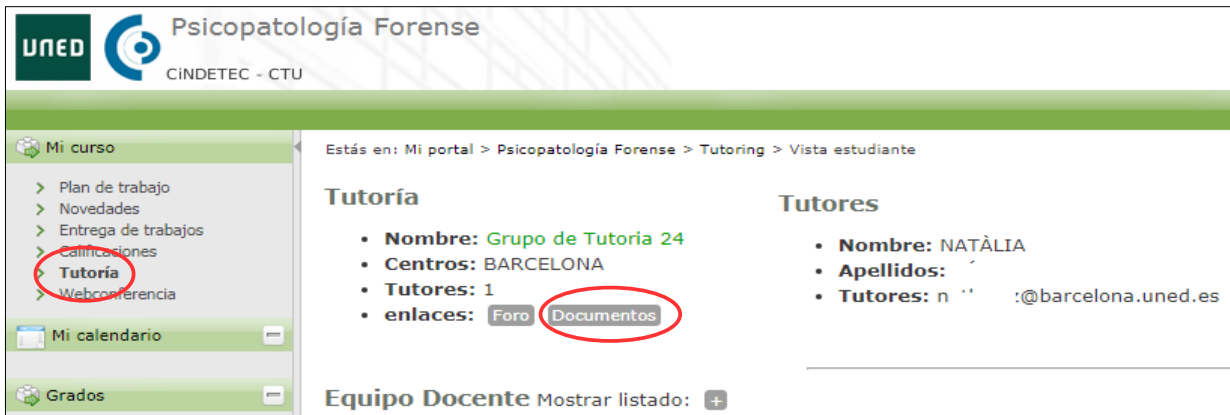 UNED
Psicopatología Forense
CiNDETEC - CTU
Mi curso
Estás en: Mi portal > Psicopatología Forense > Tutoring > Vista estudiante
> Plan de trabajo
> Novedades
> Entrega de trabajos
> Calificaciones
> Tutoría
> Webconferencia
Mi calendario
Grados
Tutoría
• Nombre: Grupo de Tutoria 24
• Centros: BARCELONA
• Tutores: 1
• enlaces: Foro Documentos
Tutores
• Nombre: NATÀLIA
• Apellidos:
• Tutores: @barcelona.uned.es
Equipo Docente Mostrar listado: +